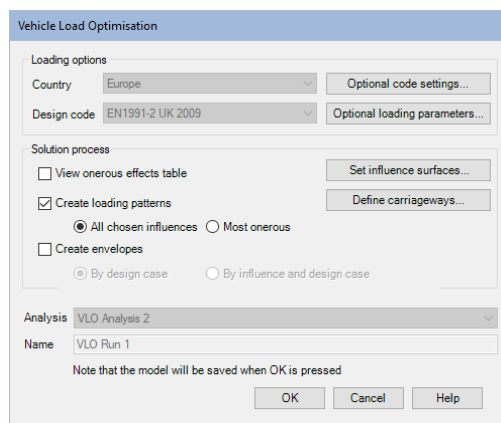 Vehicle Load Optimisation
Loading options
Country Europe Optional code settings...
Design code EN1991-2 UK 2009 Optional loading parameters...
Solution process
View onerous effects table Set influence surfaces...
Create loading patterns Define carriageways...
All chosen influences Most onerous
Create envelopes
By design case By influence and design case
Analysis VLO Analysis 2
Name VLO Run 1
Note that the model will be saved when OK is pressed
OK Cancel Help